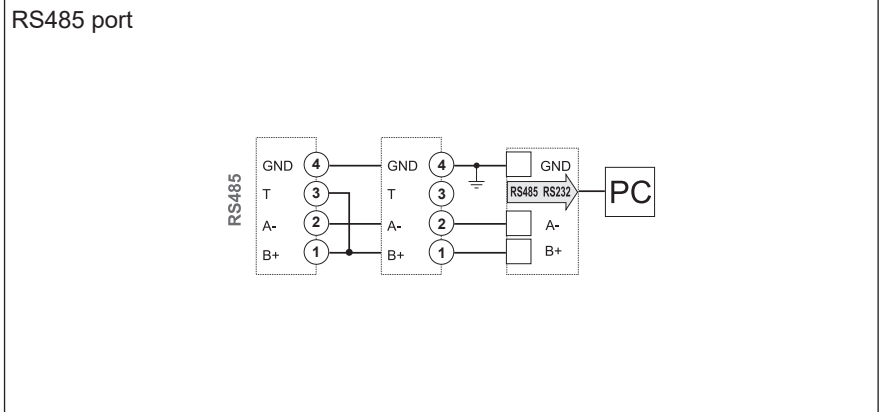 RS485 port
RS485
GND 4
T 3
A- 2
B+ 1
GND 4
T 3
A- 2
B+ 1
GND
RS485 RS232
A-
B+
PC